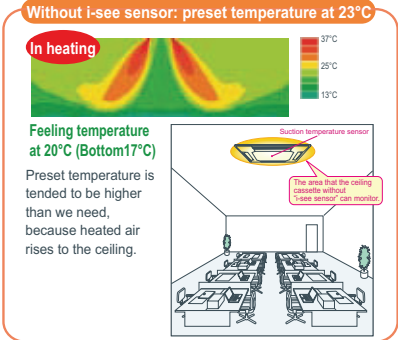 Without i-see sensor: preset temperature at 23°C
In heating
37°C
25°C
13°C
Feeling temperature
at 20°C (Bottom17°C)
Preset temperature is
tended to be higher
than we need,
because heated air
rises to the ceiling.
Suction temperature sensor
The area that the ceiling
cassette without
"i-see sensor" can monitor.